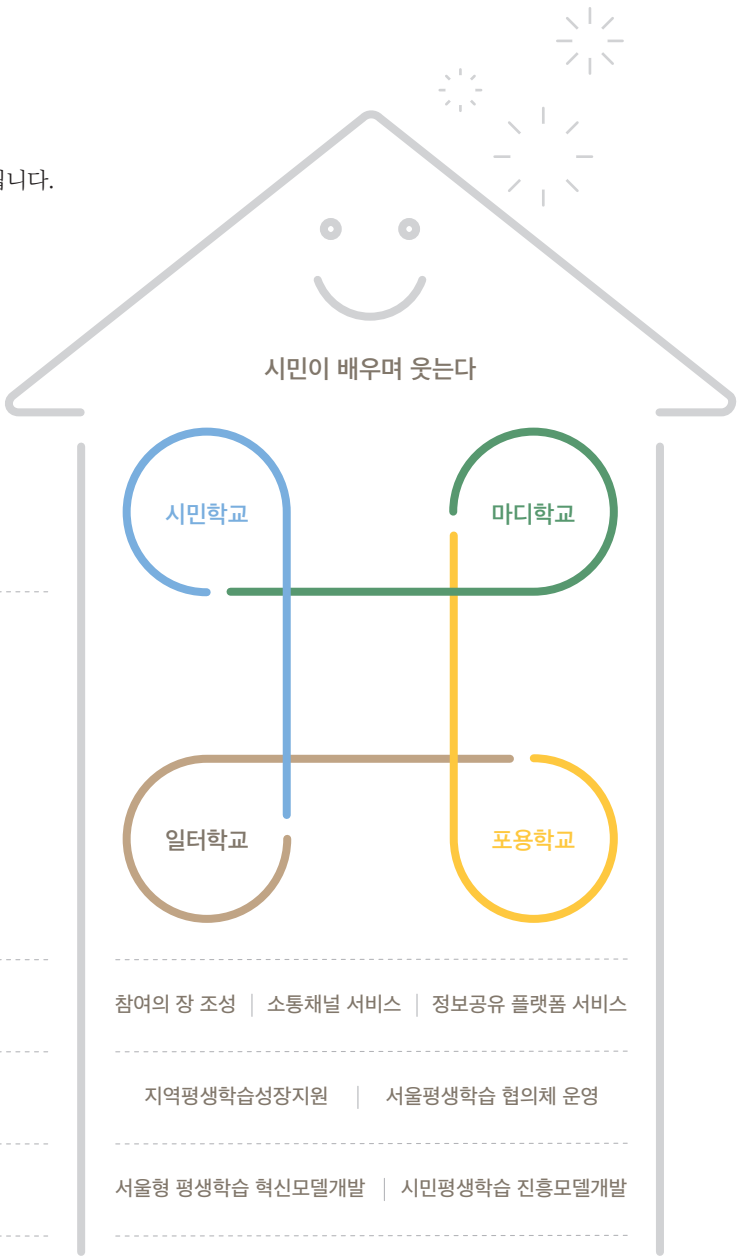 니다.
시민이 배우며 웃는다
시민학교 마디학교
일터학교 포용학교
참여의 장 조성 | 소통채널 서비스 | 정보공유 플랫폼 서비스
지역평생학습성장지원 | 서울평생학습 협의체 운영
서울형 평생학습 혁신모델개발 | 시민평생학습 진흥모델개발